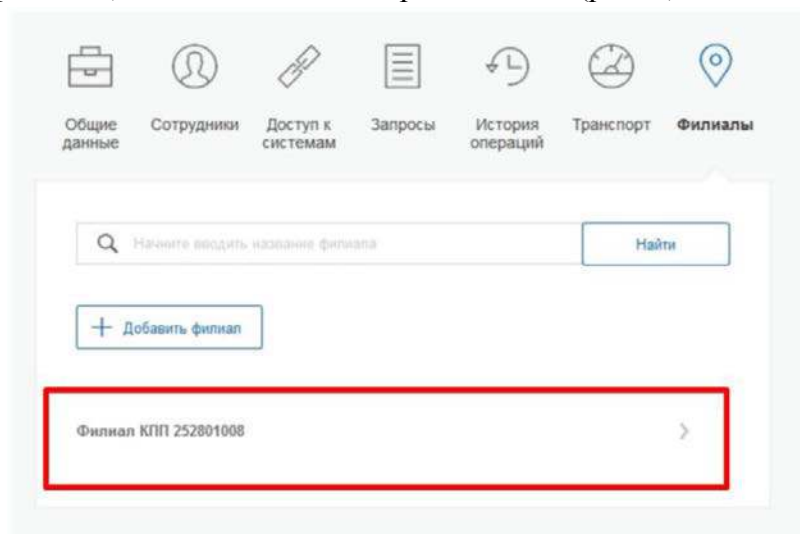 Общие данные
Сотрудники
Доступ к системам
Запросы
История операций
Транспорт
Филиалы
Начните вводить название филиала
Найти
Добавить филиал
Филиал КПП 252801008